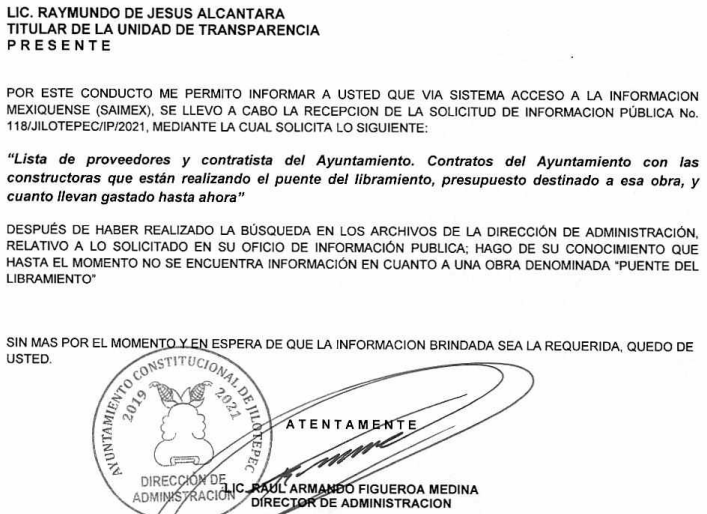 LIC. RAYMUNDO DE JESUS ALCANTARA
TITULAR DE LA UNIDAD DE TRANSPARENCIA
P R E S E N T E
POR ESTE CONDUCTO ME PERMITO INFORMAR A USTED QUE VIA SISTEMA ACCESO A LA INFORMACION
MEXIQUENSE (SAIMEX), SE LLEVO A CABO LA RECEPCION DE LA SOLICITUD DE INFORMACION PÚBLICA No.
118/JILOTEPEC/IP/2021, MEDIANTE LA CUAL SOLICITA LO SIGUIENTE:
"Lista de proveedores y contratista del Ayuntamiento. Contratos del Ayuntamiento con las
constructoras que están realizando el puente del libramiento, presupuesto destinado a esa obra, y
cuanto llevan gastado hasta ahora"
DESPUÉS DE HABER REALIZADO LA BÚSQUEDA EN LOS ARCHIVOS DE LA DIRECCIÓN DE ADMINISTRACIÓN,
RELATIVO A LO SOLICITADO EN SU OFICIO DE INFORMACIÓN PUBLICA; HAGO DE SU CONOCIMIENTO QUE
HASTA EL MOMENTO NO SE ENCUENTRA INFORMACIÓN EN CUANTO A UNA OBRA DENOMINADA "PUENTE DEL
LIBRAMIENTO"
SIN MAS POR EL MOMENTO Y EN ESPERA DE QUE LA INFORMACION BRINDADA SEA LA REQUERIDA, QUEDO DE
USTED.
AYUNTAMIENTO CONSTITUCIONAL DE JILOTEPEC
2019 2021
DIRECCIÓN DE
ADMINISTRACIÓN
A T E N T A M E N T E
LIC. RAUL ARMANDO FIGUEROA MEDINA
DIRECTOR DE ADMINISTRACION